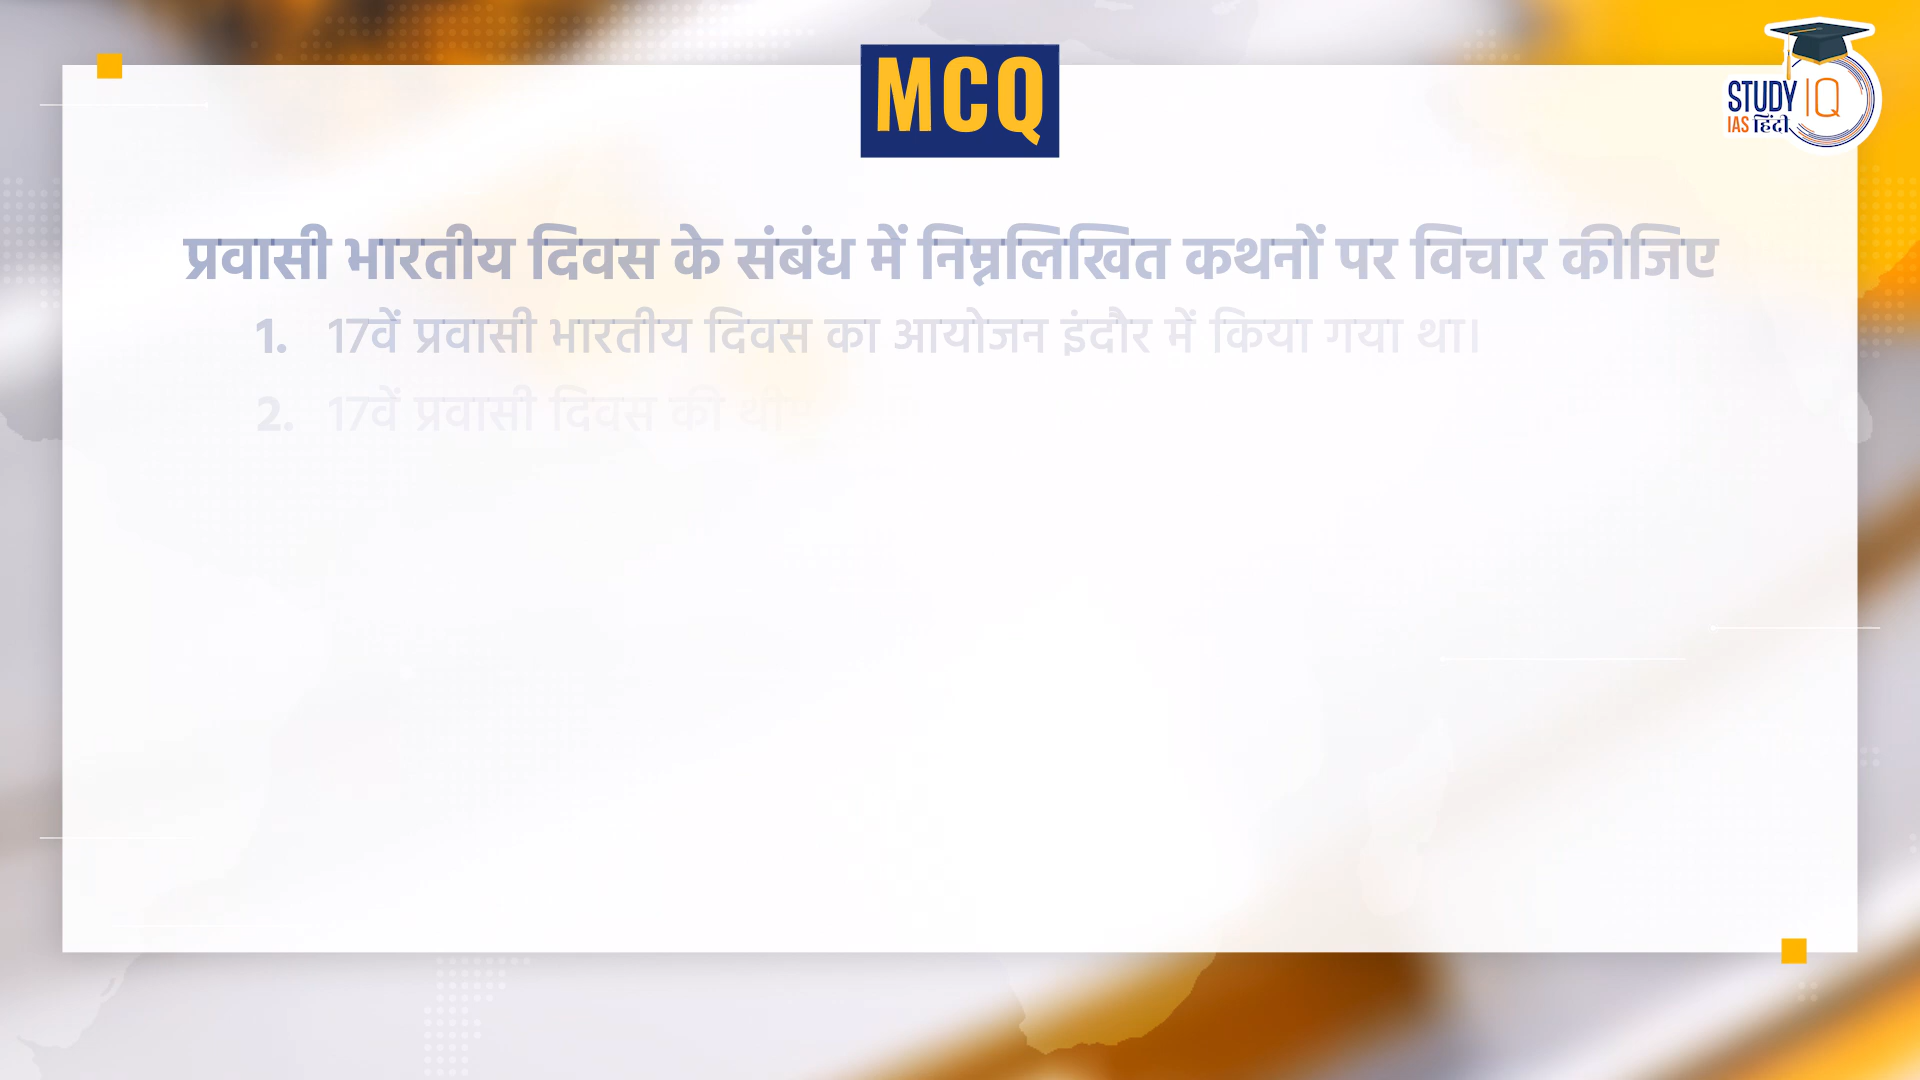 MCQ
STUDY IQ
IAS हिंदी
प्रवासी भारतीय दिवस के संबंध में निम्नलिखित कथनों पर विचार कीजिए
1. 17वें प्रवासी भारतीय दिवस का आयोजन इंदौर में किया गया था।
2. 17वें प्रवासी दिवस की थीम